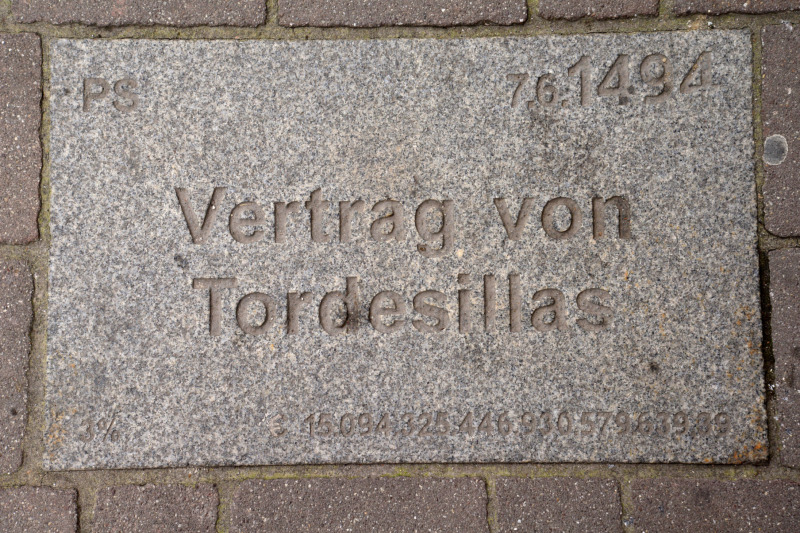 PS 7.6.1494
Vertrag von
Tordesillas
3%